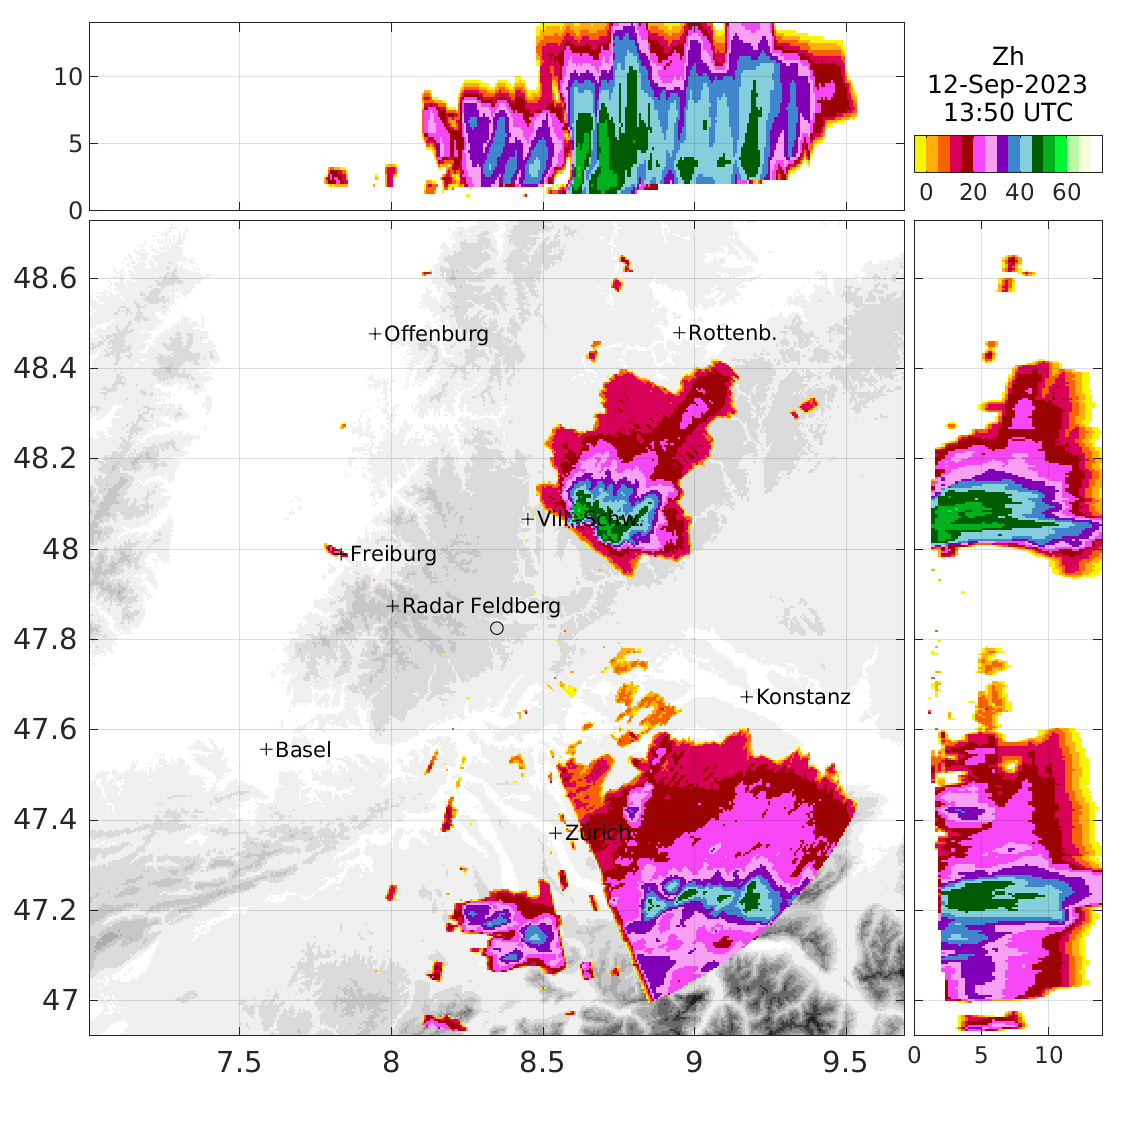 10
5
0
Zh
12-Sep-2023
13:50 UTC
0 20 40 60
48.6
48.4
48.2
48
47.8
47.6
47.4
47.2
47
Offenburg
Rottenb.
Vill.-Schw.
Freiburg
Radar Feldberg
Konstanz
Basel
Zürich
7.5 8 8.5 9 9.5
0 5 10